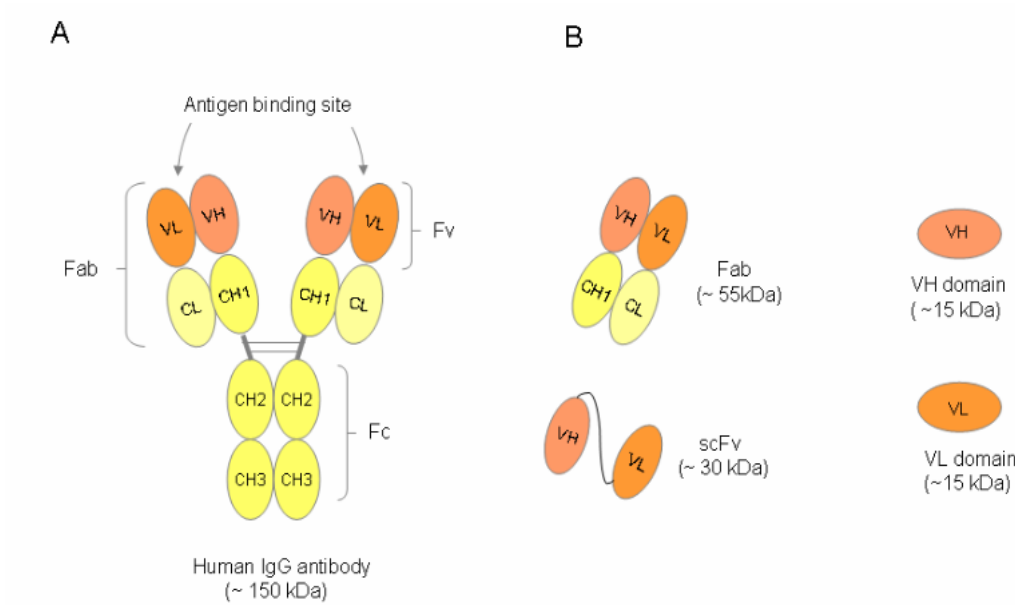 A
B
Antigen binding site
VL
VH
VH
VL
Fv
Fab
CL
CH1
CH1
CL
CH2
CH2
Fc
CH3
CH3
Human IgG antibody
(~ 150 kDa)
VH
VL
CH1
CL
Fab
(~ 55kDa)
VH
VH domain
( ~15 kDa)
VH
VL
scFv
(~ 30 kDa)
VL
VL domain
(~15 kDa)